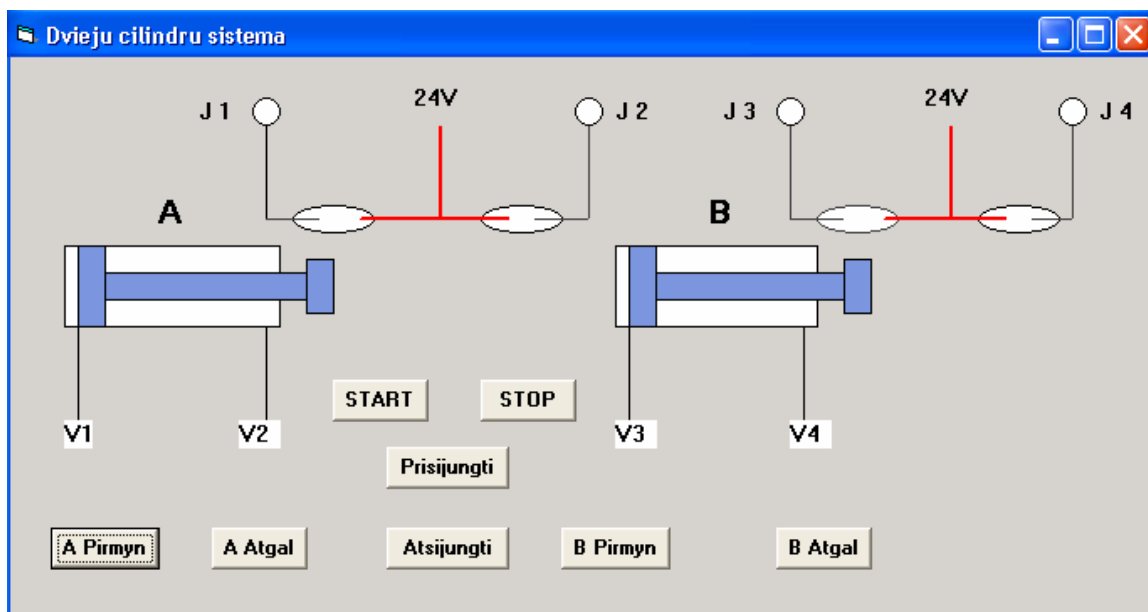 Dvieju cilindru sistema
J 1 24V J 2 J 3 24V J 4
A B
START STOP
V1 V2 V3 V4
Prisijungti
A Pirmyn A Atgal Atsijungti B Pirmyn B Atgal